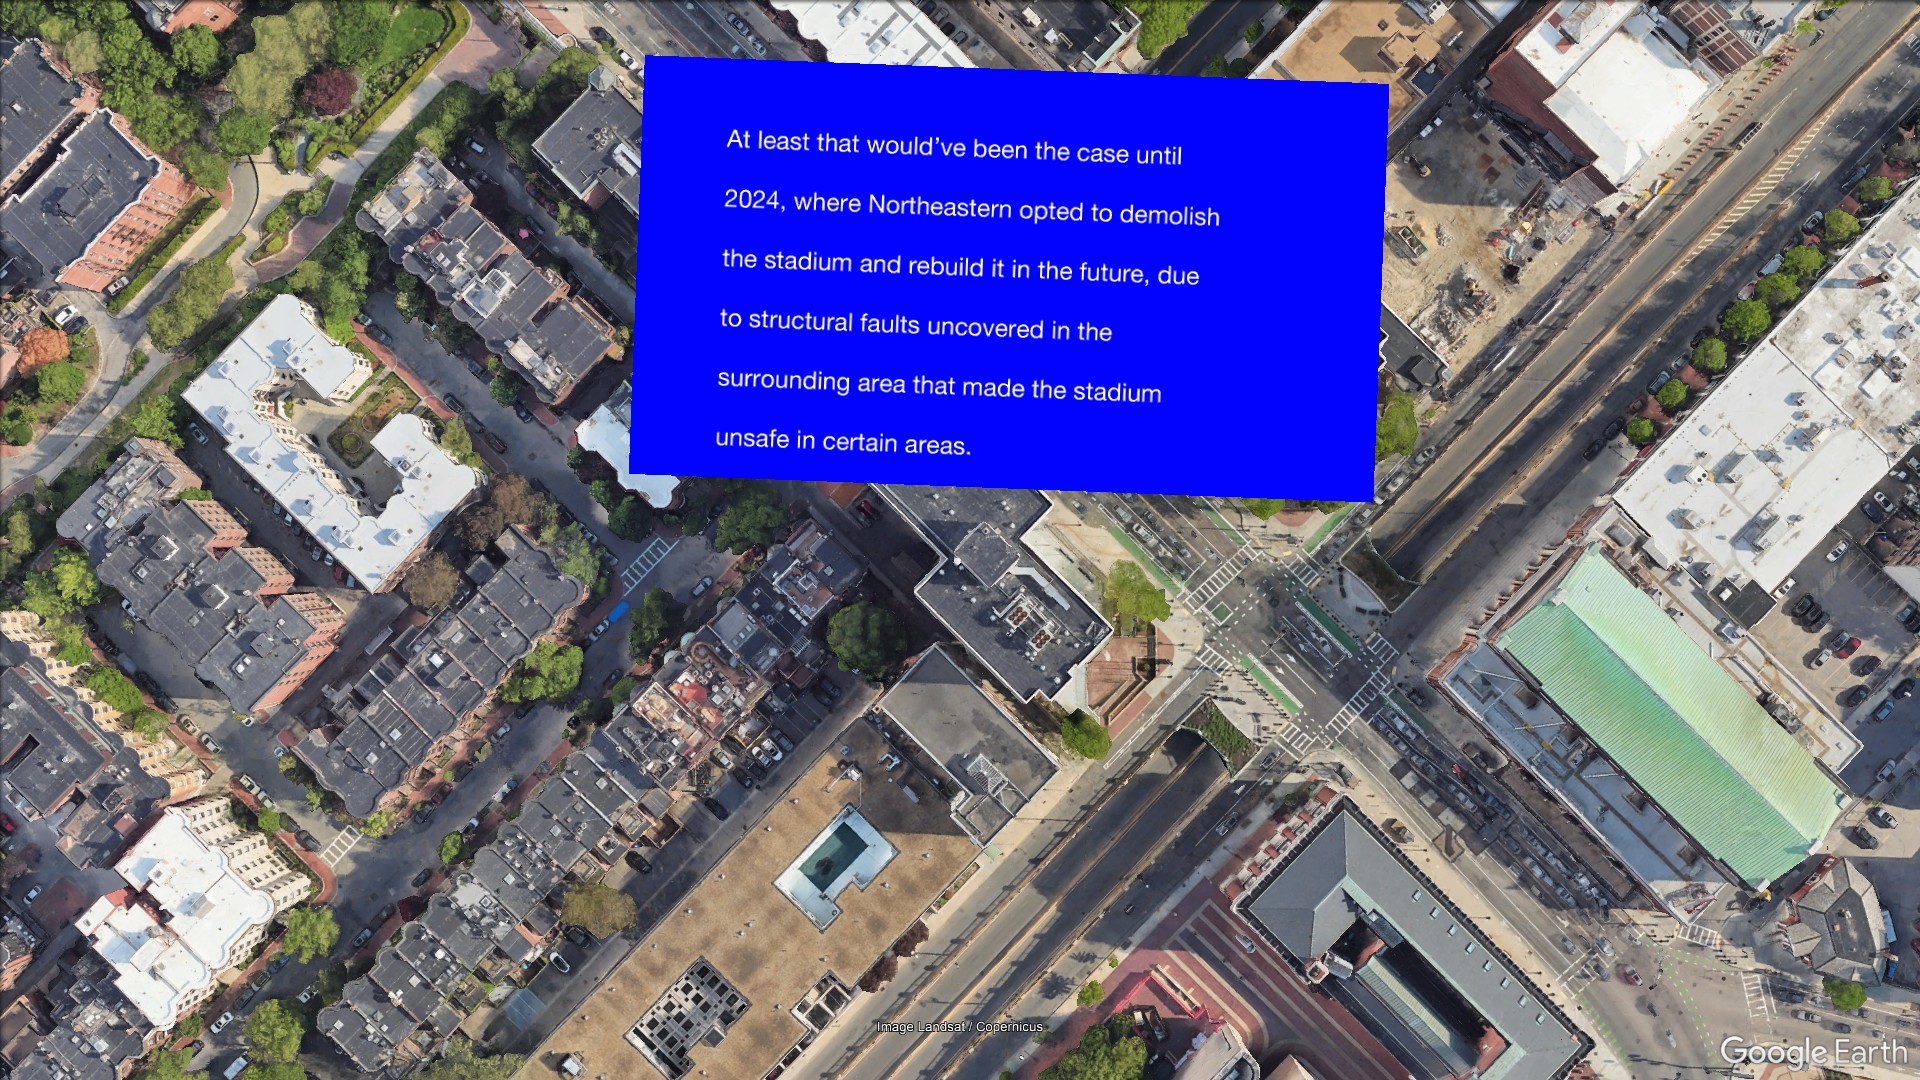 At least that would’ve been the case until
2024, where Northeastern opted to demolish
the stadium and rebuild it in the future, due
to structural faults uncovered in the
surrounding area that made the stadium
unsafe in certain areas.
Image Landsat / Copernicus
Google Earth